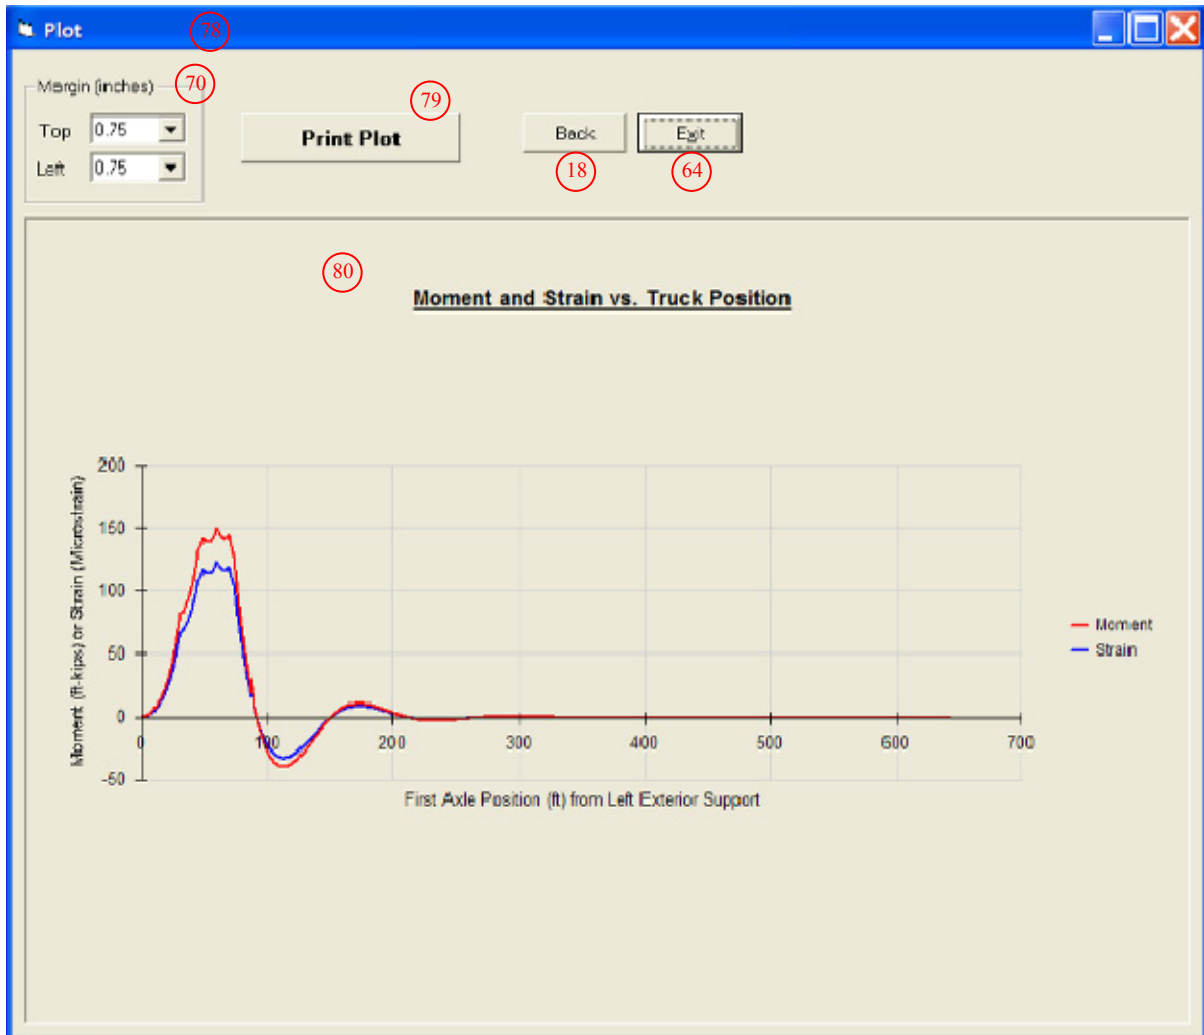 Plot
78
Margin (inches)
70
Top 0.75
Left 0.75
79
Print Plot
Back
Exit
18
64
80
Moment and Strain vs. Truck Position
Moment (ft-kips) or Strain (Microstrain)
200
150
100
50
0
-50
0 100 200 300 400 500 600 700
First Axle Position (ft) from Left Exterior Support
Moment
Strain